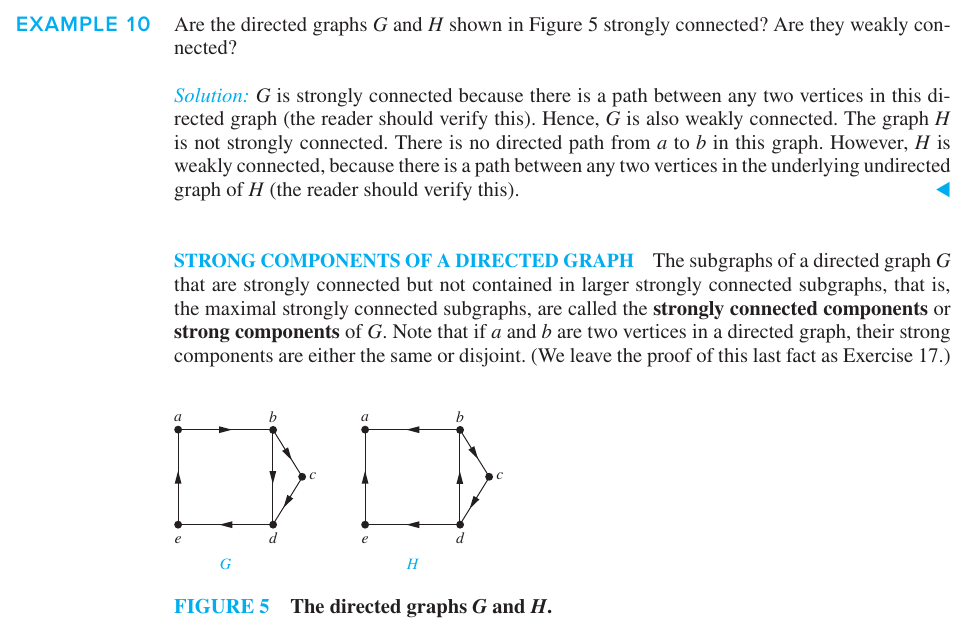 EXAMPLE 10 Are the directed graphs G and H shown in Figure 5 strongly connected? Are they weakly con-
nected?
Solution: G is strongly connected because there is a path between any two vertices in this di-
rected graph (the reader should verify this). Hence, G is also weakly connected. The graph H
is not strongly connected. There is no directed path from a to b in this graph. However, H is
weakly connected, because there is a path between any two vertices in the underlying undirected
graph of H (the reader should verify this).
STRONG COMPONENTS OF A DIRECTED GRAPH The subgraphs of a directed graph G
that are strongly connected but not contained in larger strongly connected subgraphs, that is,
the maximal strongly connected subgraphs, are called the strongly connected components or
strong components of G. Note that if a and b are two vertices in a directed graph, their strong
components are either the same or disjoint. (We leave the proof of this last fact as Exercise 17.)
a b a b
c c
e d e d
G H
FIGURE 5 The directed graphs G and H.